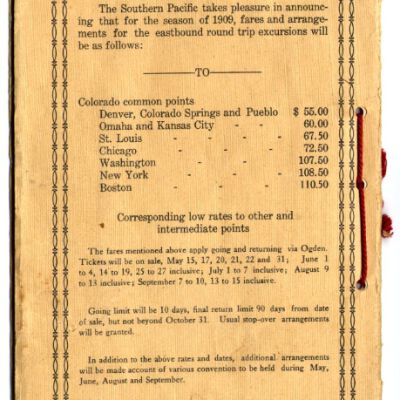 The Southern Pacific takes pleasure in announc-
ing that for the season of 1909, fares and arrange-
ments for the eastbound round trip excursions will
be as follows:
TO
Colorado common points
Denver, Colorado Springs and Pueblo $ 55.00
Omaha and Kansas City - - 60.00
St. Louis - - - - 67.50
Chicago - - - - 72.50
Washington - - - 107.50
New York - - - - 108.50
Boston - - - - 110.50
Corresponding low rates to other and
intermediate points
The fares mentioned above apply going and returning via Ogden.
Tickets will be on sale, May 15, 17, 20, 21, 22 and 31; June 1
to 4, 14 to 19, 25 to 27 inclusive; July 1 to 7 inclusive; August 9
to 13 inclusive; September 7 to 10, 13 to 15 inclusive.
Going limit will be 10 days, final return limit 90 days from date
of sale, but not beyond October 31. Usual stop-over arrangements
will be granted.
In addition to the above rates and dates, additional arrangements
will be made account of various convention to be held during May,
June, August and September.